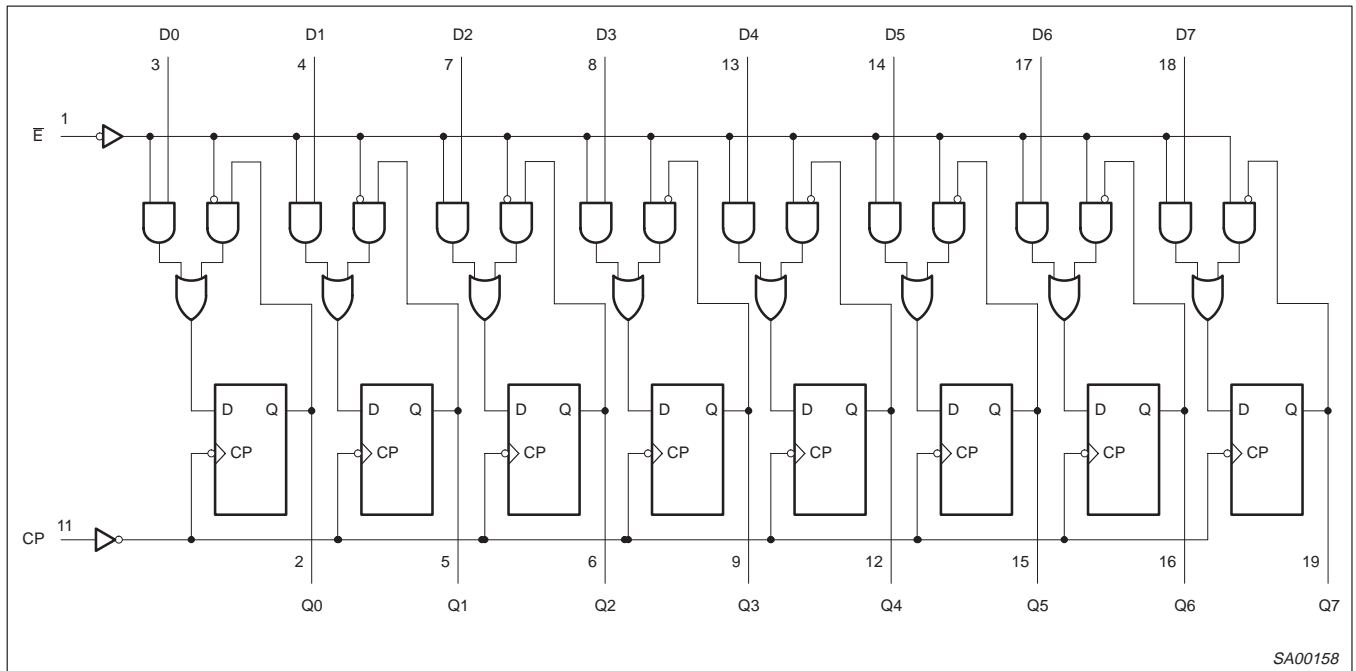 D0 D1 D2 D3 D4 D5 D6 D7
3 4 7 8 13 14 17 18
1
E̅
D Q D Q D Q D Q D Q D Q D Q D Q
CP CP CP CP CP CP CP CP
11
CP
2 5 6 9 12 15 16 19
Q0 Q1 Q2 Q3 Q4 Q5 Q6 Q7
SA00158